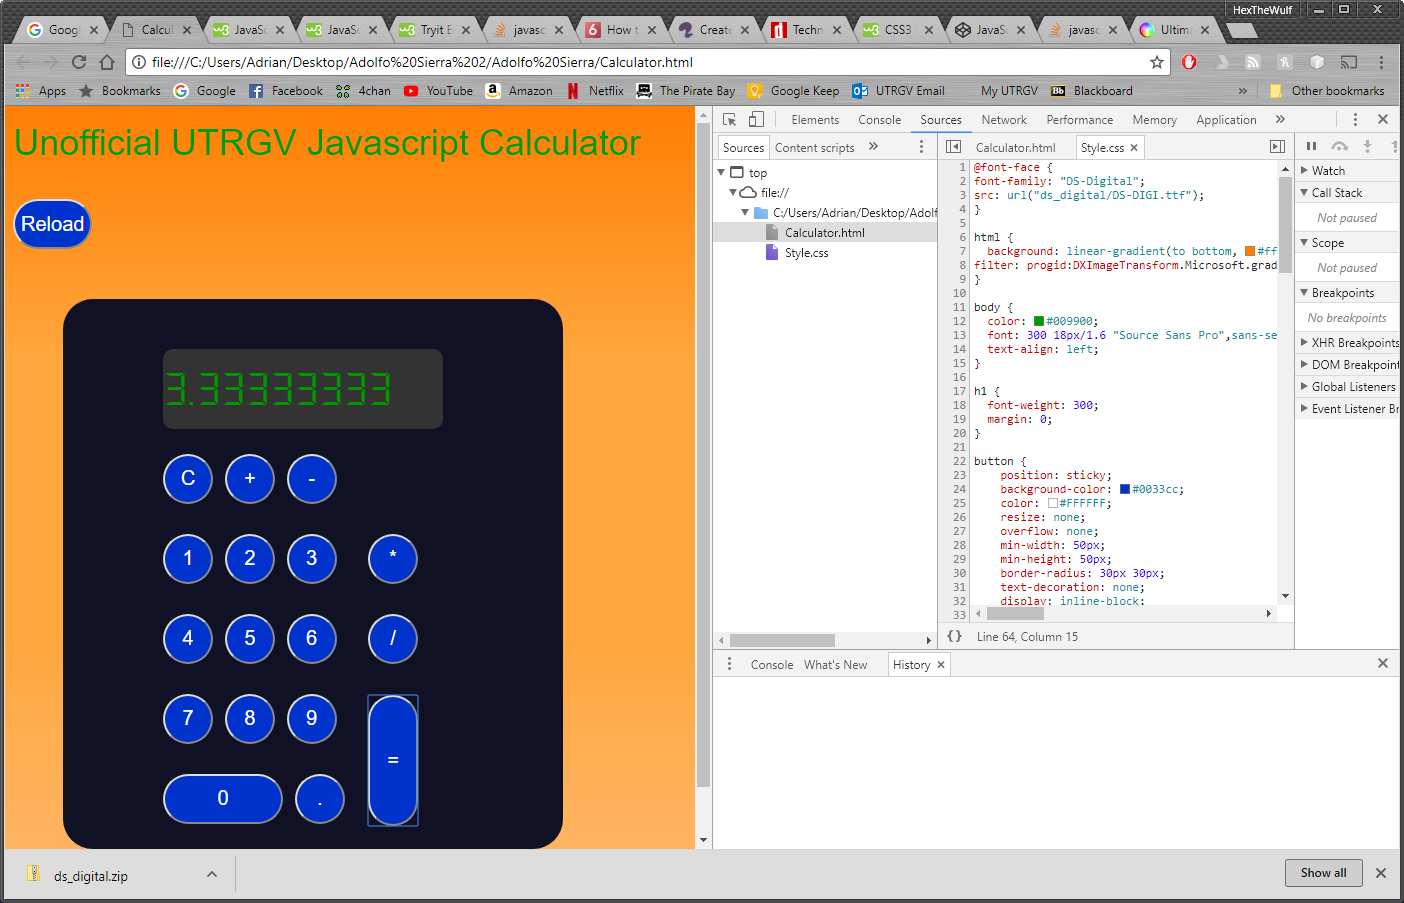 HexTheWulf
Googl
Calcul
JavaSc
JavaSc
Tryit E
javasc
How t
Create
Techn
CSS3
JavaSc
javasc
Ultima
file:///C:/Users/Adrian/Desktop/Adolfo%20Sierra%202/Adolfo%20Sierra/Calculator.html
Apps Bookmarks Google Facebook 4chan YouTube Amazon Netflix The Pirate Bay Google Keep UTRGV Email My UTRGV Blackboard » Other bookmarks
Unofficial UTRGV Javascript Calculator
Reload
3.33333333
C + -
1 2 3 *
4 5 6 /
7 8 9
=
0 .
Elements Console Sources Network Performance Memory Application »
Sources Content scripts »
top
file://
C:/Users/Adrian/Desktop/Adolf
Calculator.html
Style.css
Calculator.html Style.css
1 @font-face {
2 font-family: "DS-Digital";
3 src: url("ds_digital/DS-DIGI.ttf");
4 }
5
6 html {
7 background: linear-gradient(to bottom, #ff
8 filter: progid:DXImageTransform.Microsoft.grad
9 }
10
11 body {
12 color: #009900;
13 font: 300 18px/1.6 "Source Sans Pro",sans-se
14 text-align: left;
15 }
16
17 h1 {
18 font-weight: 300;
19 margin: 0;
20 }
21
22 button {
23 position: sticky;
24 background-color: #0033cc;
25 color: #FFFFFF;
26 resize: none;
27 overflow: none;
28 min-width: 50px;
29 min-height: 50px;
30 border-radius: 30px 30px;
31 text-decoration: none;
32 display: inline-block;
33
{} Line 64, Column 15
Watch
Call Stack
Not paused
Scope
Not paused
Breakpoints
No breakpoints
XHR Breakpoints
DOM Breakpoint
Global Listeners
Event Listener Br
Console What's New History
ds_digital.zip
Show all